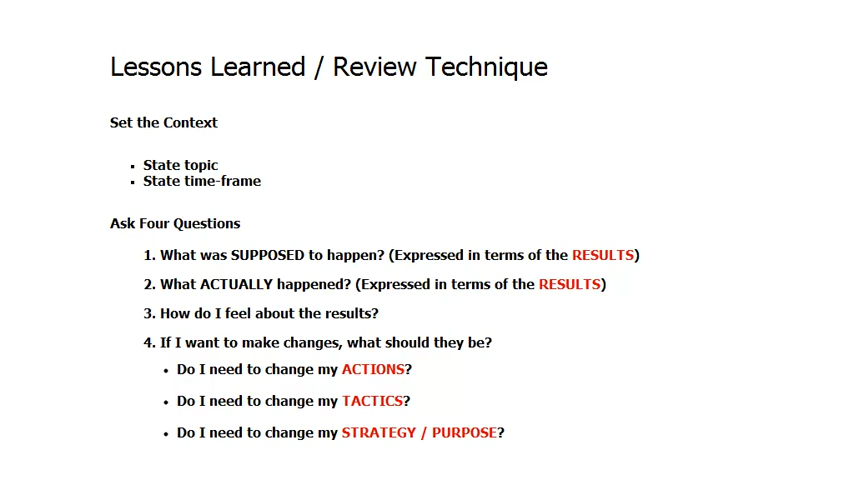 Lessons Learned / Review Technique
Set the Context
▪ State topic
▪ State time-frame
Ask Four Questions
1. What was SUPPOSED to happen? (Expressed in terms of the RESULTS)
2. What ACTUALLY happened? (Expressed in terms of the RESULTS)
3. How do I feel about the results?
4. If I want to make changes, what should they be?
• Do I need to change my ACTIONS?
• Do I need to change my TACTICS?
• Do I need to change my STRATEGY / PURPOSE?